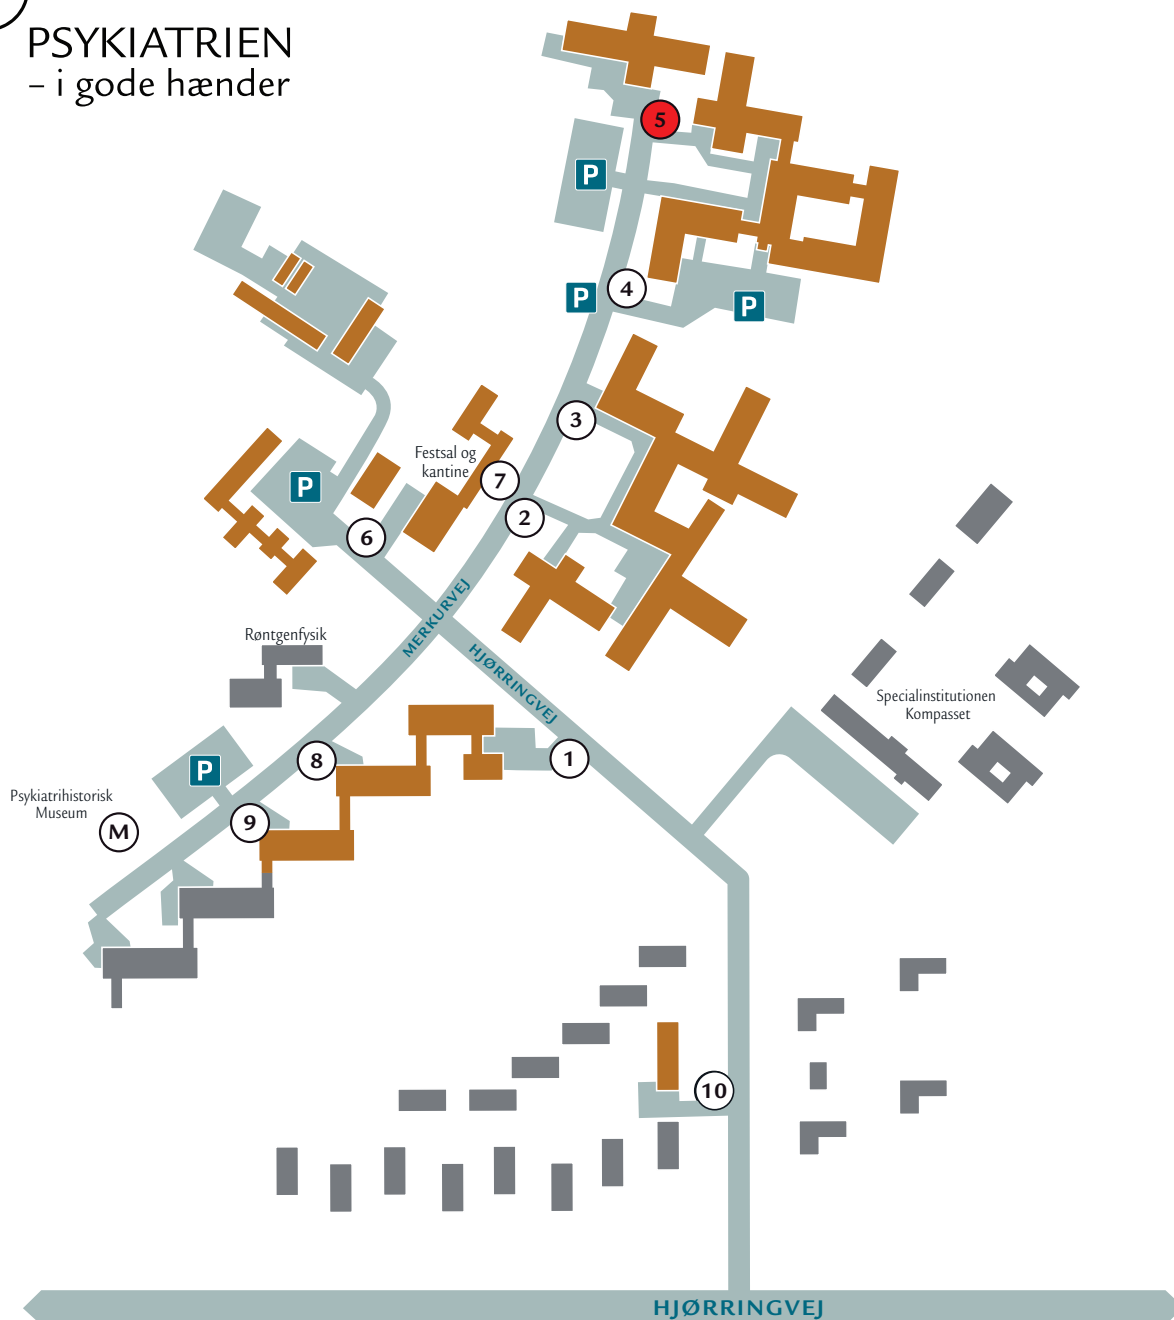 PSYKIATRIEN
– i gode hænder
5
P
P
4
P
3
Festsal og
kantine
7
P
2
6
MERKURVEJ
Røntgenfysik
HJØRRINGVEJ
Specialinstitutionen
Kompasset
1
8
P
Psykiatrihistorisk
Museum
9
M
10
HJØRRINGVEJ